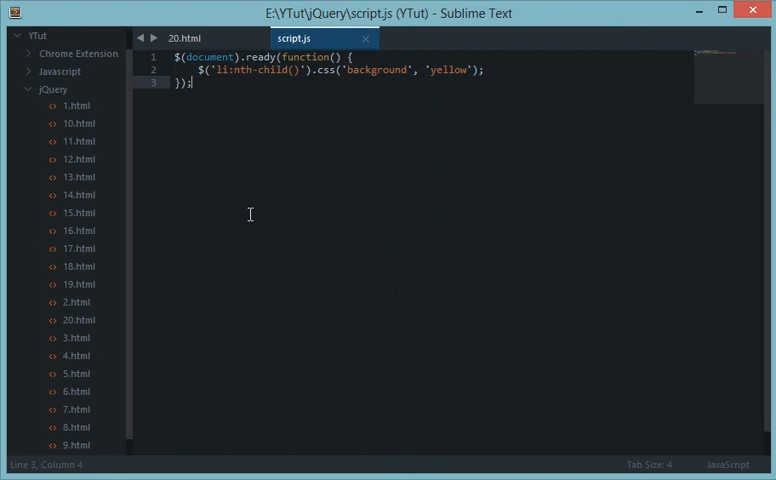 E:\YTut\jQuery\script.js (YTut) - Sublime Text
YTut
Chrome Extension
Javascript
jQuery
1.html
10.html
11.html
12.html
13.html
14.html
15.html
16.html
17.html
18.html
19.html
2.html
20.html
3.html
4.html
5.html
6.html
7.html
8.html
9.html
20.html
script.js
1 $(document).ready(function() {
2 $('li:nth-child()').css('background', 'yellow');
3 });
Line 3, Column 4
Tab Size: 4
JavaScript